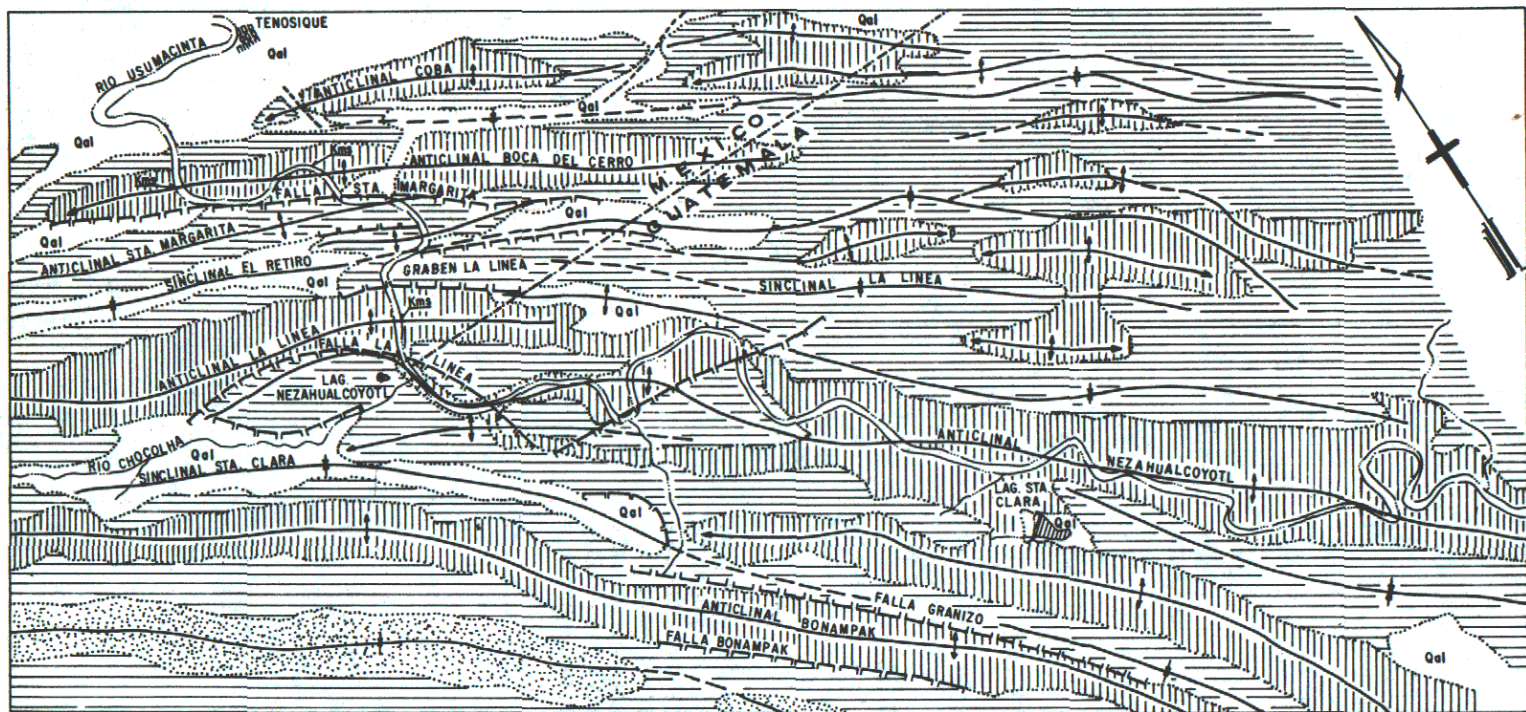 TENOSIQUE
Qal
Qal
RIO USUMACINTA
ANTICLINAL COBA
Qal
Qal
Kms
ANTICLINAL BOCA DEL CERRO
MEXICO
GUATEMALA
Kms
FALLA STA. MARGARITA
Qal
Qal
ANTICLINAL STA. MARGARITA
SINCLINAL EL RETIRO
GRABEN LA LINEA
SINCLINAL LA LINEA
Qal
Kms
Qal
ANTICLINAL LA LINEA
FALLA LA LINEA
LAG.
NEZAHUALCOYOTL
RIO CHOCOLHA
Qal
SINCLINAL STA. CLARA
ANTICLINAL NEZAHUALCOYOTL
LAG. STA.
CLARA
Qal
Qal
FALLA GRANIZO
ANTICLINAL BONAMPAK
FALLA BONAMPAK
Qal